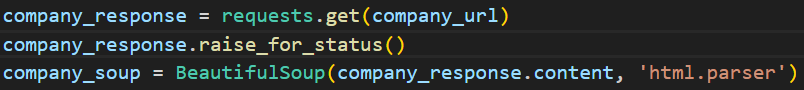 company_response = requests.get(company_url)
company_response.raise_for_status()
company_soup = BeautifulSoup(company_response.content, 'html.parser')